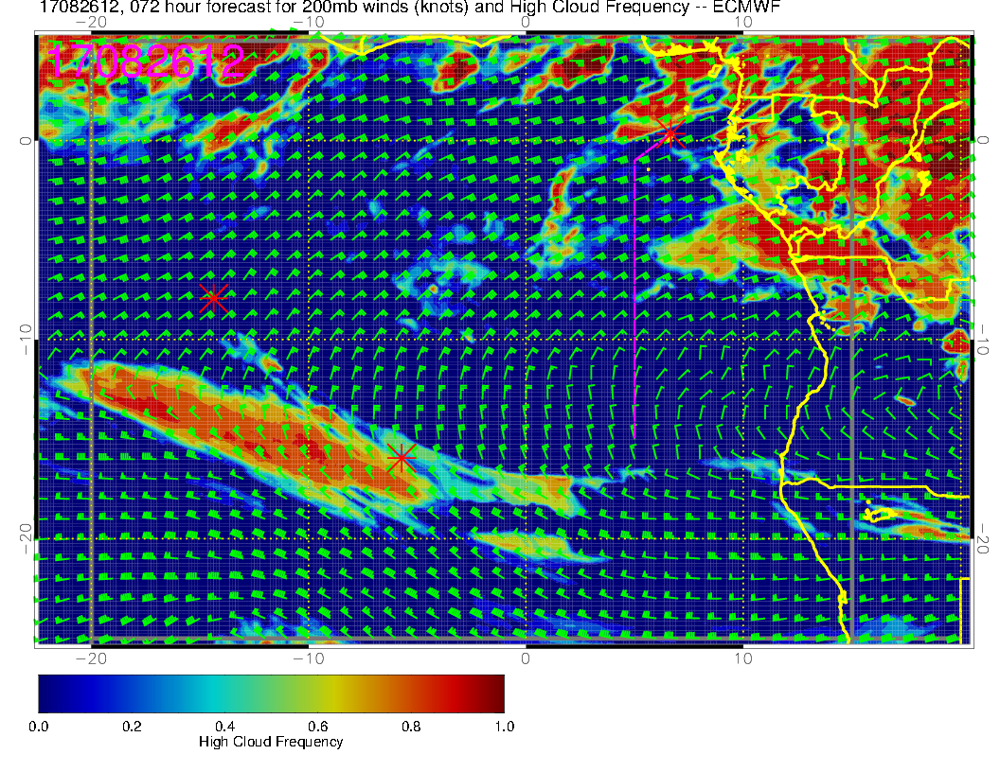 17082612, 072 hour forecast for 200mb winds (knots) and High Cloud Frequency -- ECMWF
−20 −10 0 10
17082612
0 0
−10 −10
−20 −20
−20 −10 0 10
0.0 0.2 0.4 0.6 0.8 1.0
High Cloud Frequency